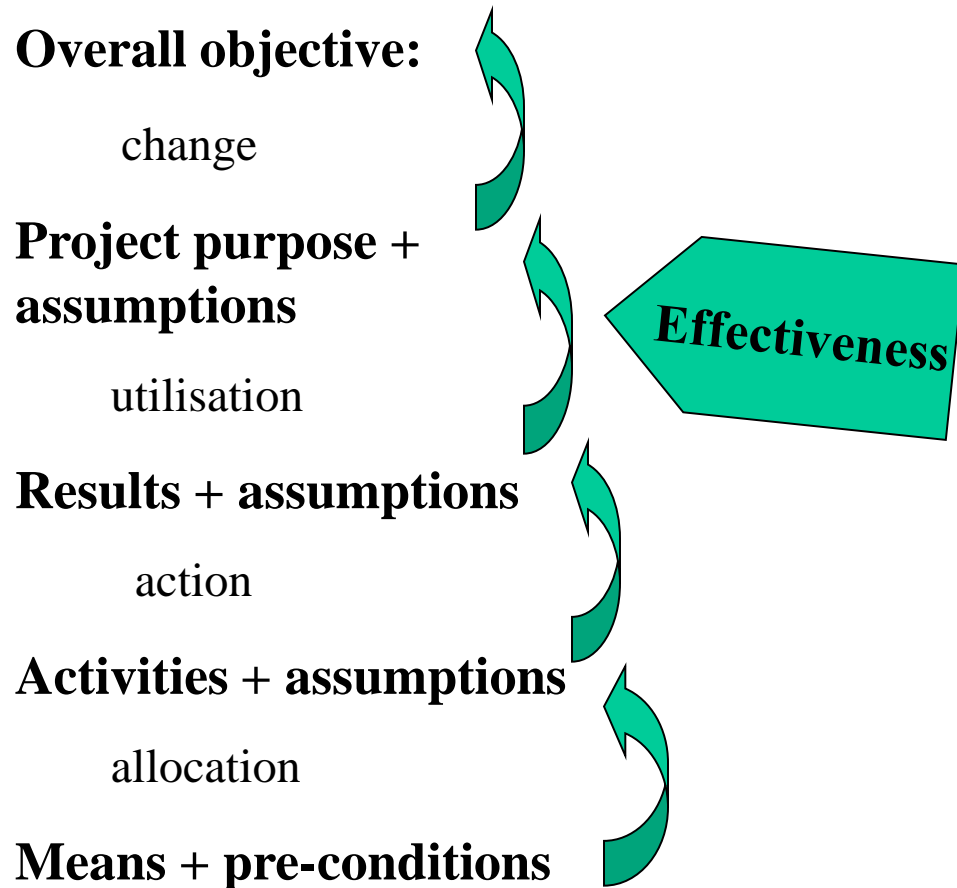 Overall objective:
change
Project purpose +
assumptions
Effectiveness
utilisation
Results + assumptions
action
Activities + assumptions
allocation
Means + pre-conditions